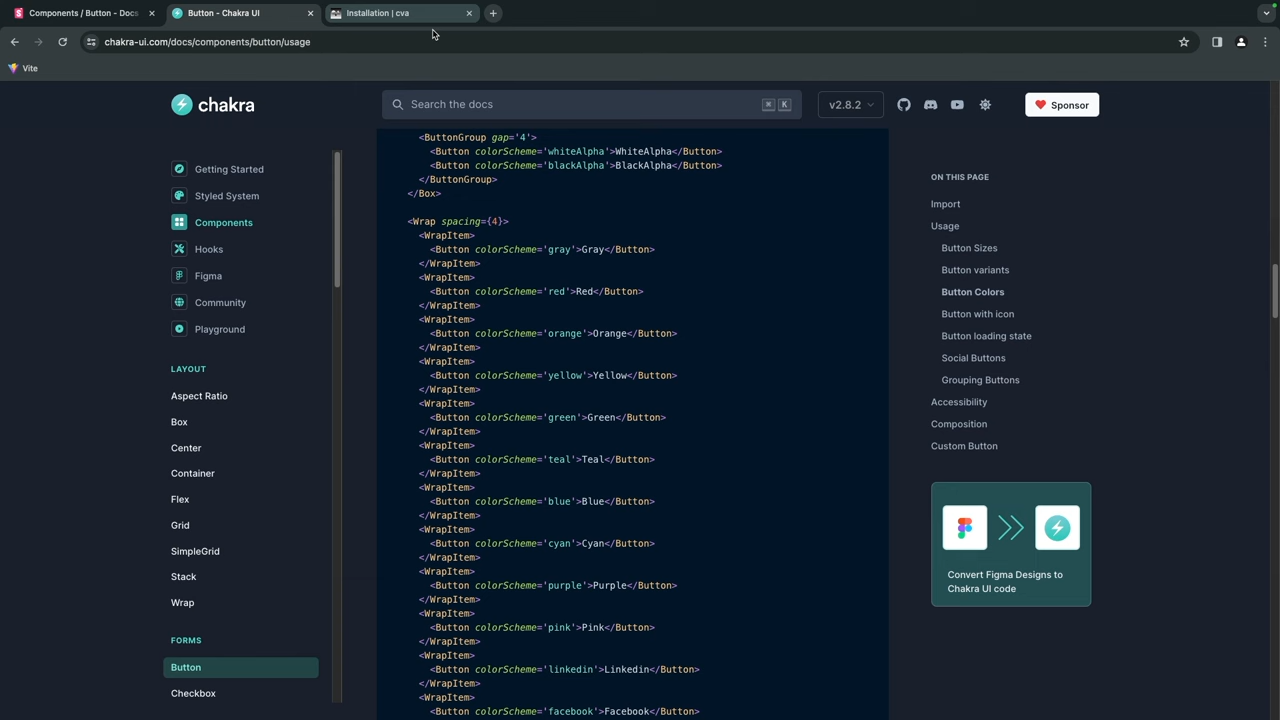 Components / Button - Docs
Button - Chakra UI
Installation | cva
chakra-ui.com/docs/components/button/usage
Vite
chakra
Search the docs
⌘ K
v2.8.2
Sponsor
Getting Started
Styled System
Components
Hooks
Figma
Community
Playground
LAYOUT
Aspect Ratio
Box
Center
Container
Flex
Grid
SimpleGrid
Stack
Wrap
FORMS
Button
Checkbox
<ButtonGroup gap='4'>
<Button colorScheme='whiteAlpha'>WhiteAlpha</Button>
<Button colorScheme='blackAlpha'>BlackAlpha</Button>
</ButtonGroup>
</Box>
<Wrap spacing={4}>
<WrapItem>
<Button colorScheme='gray'>Gray</Button>
</WrapItem>
<WrapItem>
<Button colorScheme='red'>Red</Button>
</WrapItem>
<WrapItem>
<Button colorScheme='orange'>Orange</Button>
</WrapItem>
<WrapItem>
<Button colorScheme='yellow'>Yellow</Button>
</WrapItem>
<WrapItem>
<Button colorScheme='green'>Green</Button>
</WrapItem>
<WrapItem>
<Button colorScheme='teal'>Teal</Button>
</WrapItem>
<WrapItem>
<Button colorScheme='blue'>Blue</Button>
</WrapItem>
<WrapItem>
<Button colorScheme='cyan'>Cyan</Button>
</WrapItem>
<WrapItem>
<Button colorScheme='purple'>Purple</Button>
</WrapItem>
<WrapItem>
<Button colorScheme='pink'>Pink</Button>
</WrapItem>
<WrapItem>
<Button colorScheme='linkedin'>Linkedin</Button>
</WrapItem>
<WrapItem>
<Button colorScheme='facebook'>Facebook</Button>
ON THIS PAGE
Import
Usage
Button Sizes
Button variants
Button Colors
Button with icon
Button loading state
Social Buttons
Grouping Buttons
Accessibility
Composition
Custom Button
Convert Figma Designs to
Chakra UI code